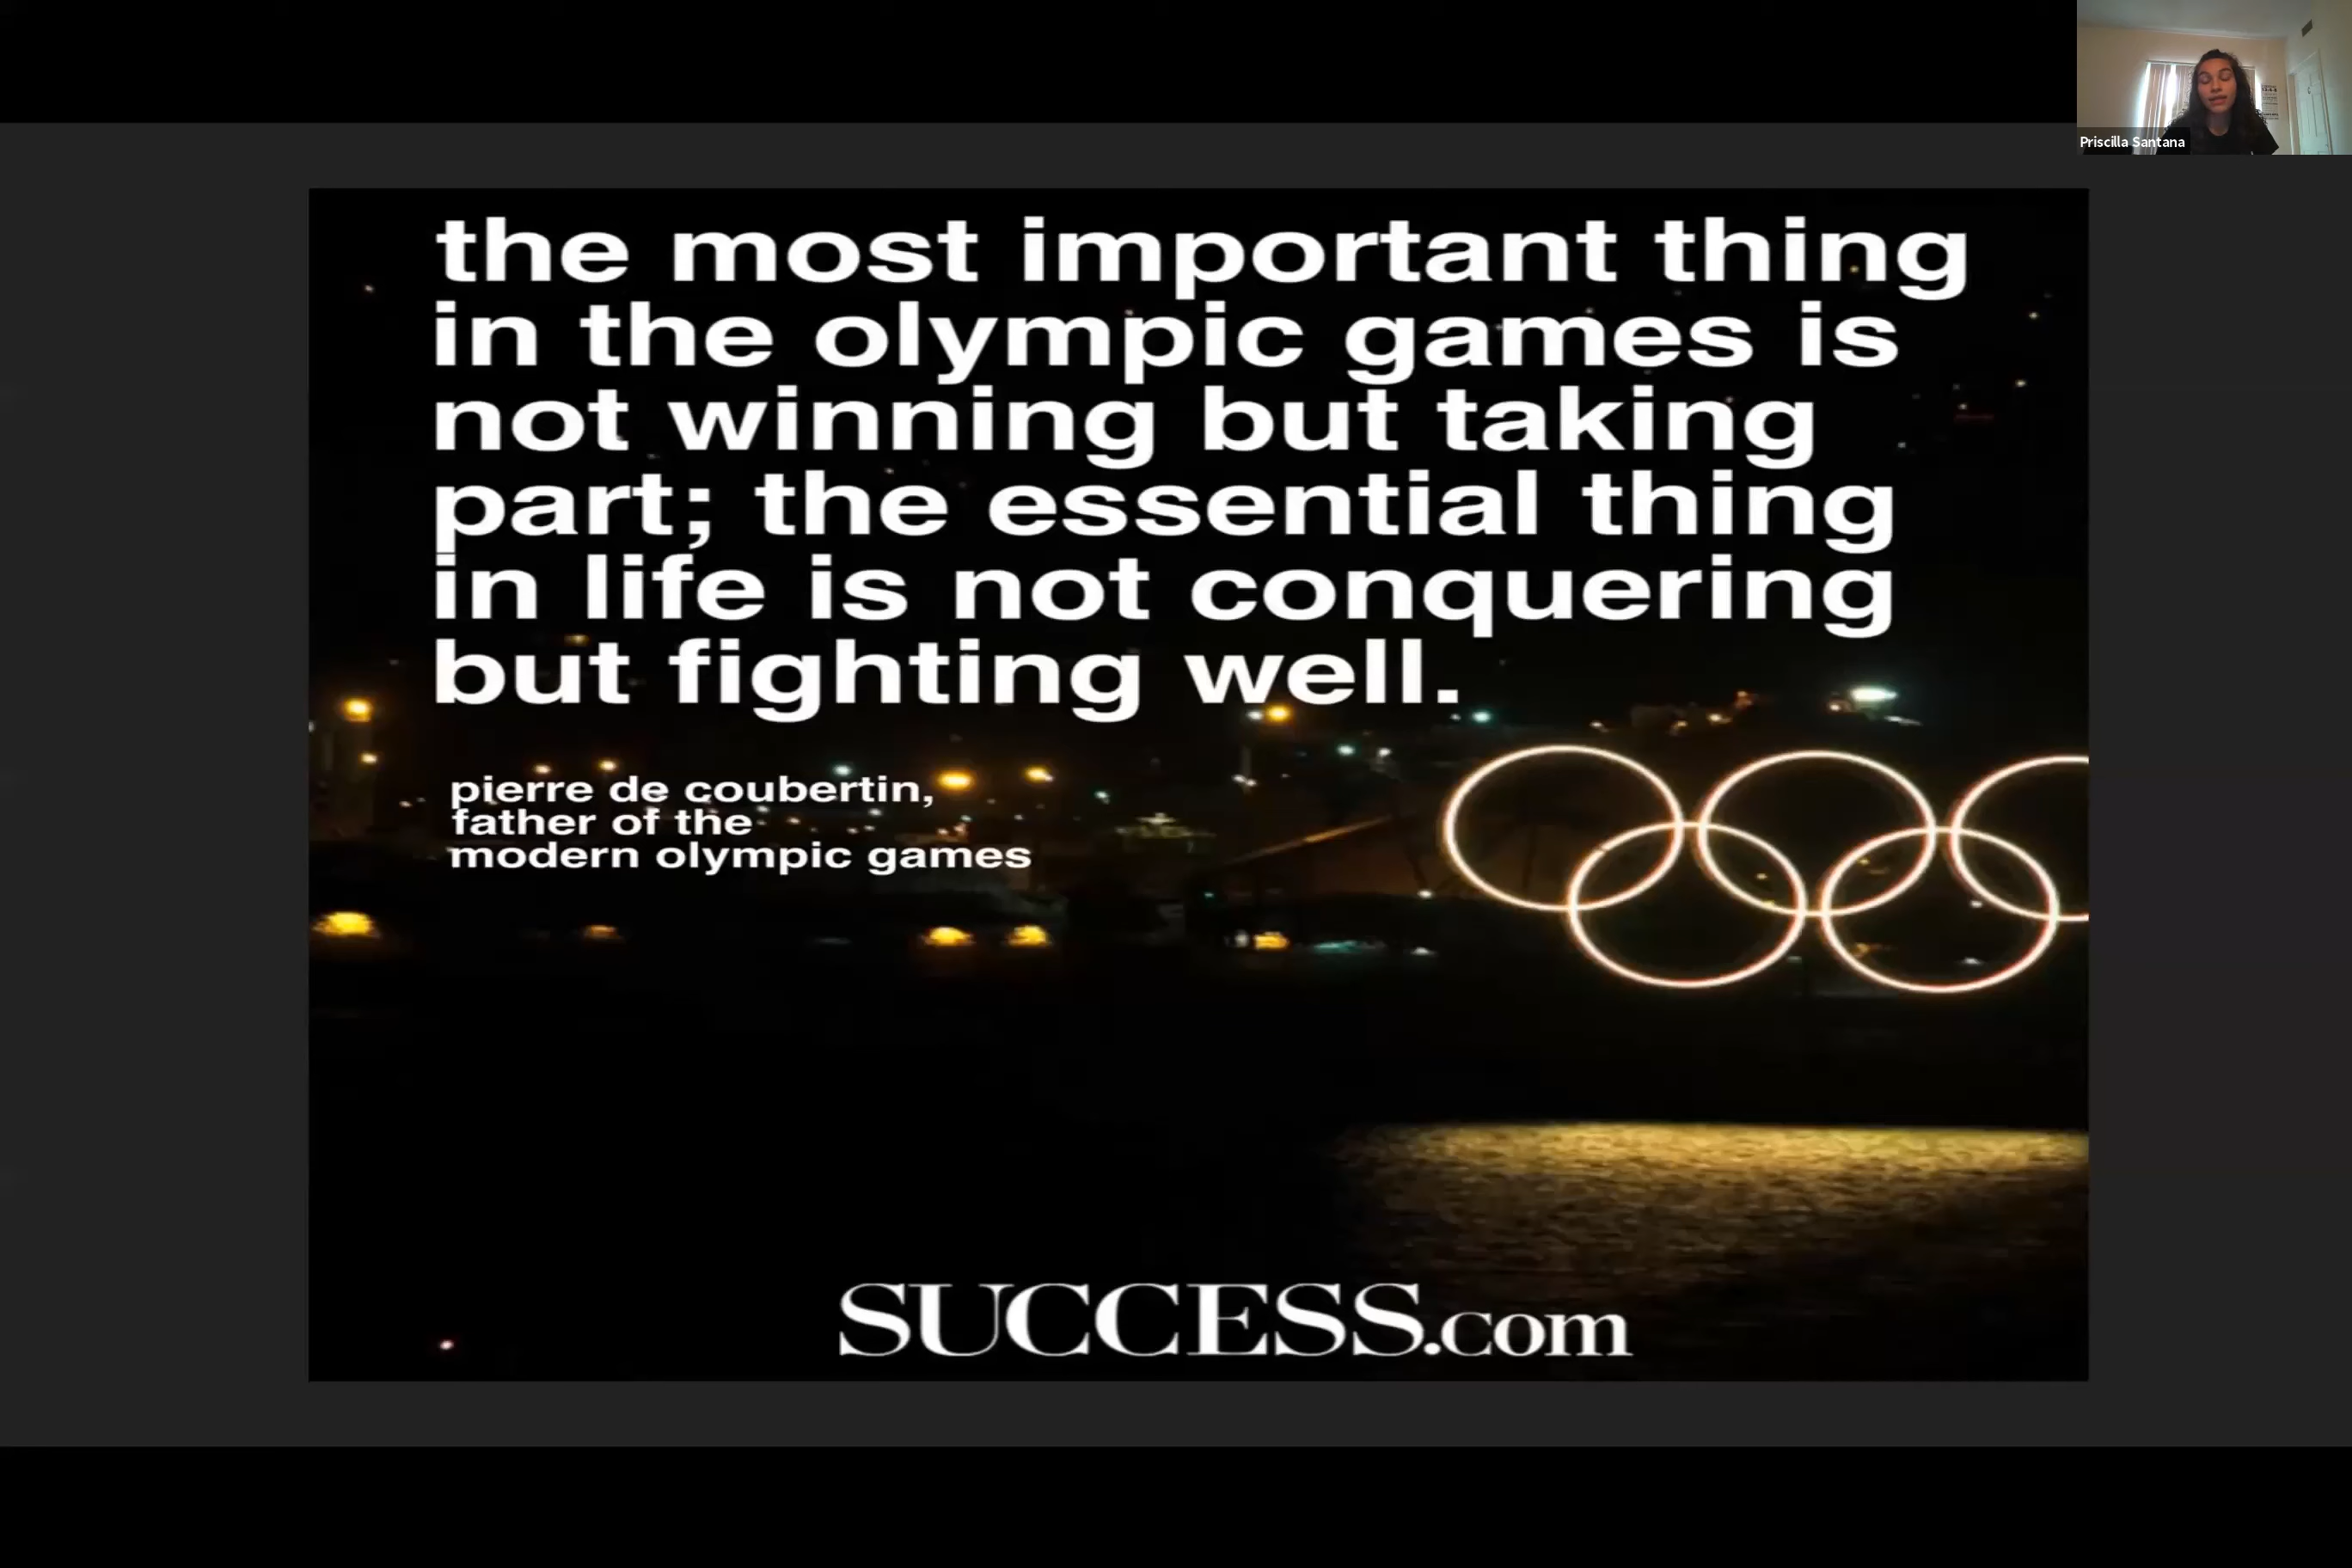 Priscilla Santana
the most important thing
in the olympic games is
not winning but taking
part; the essential thing
in life is not conquering
but fighting well.
pierre de coubertin,
father of the
modern olympic games
SUCCESS.com